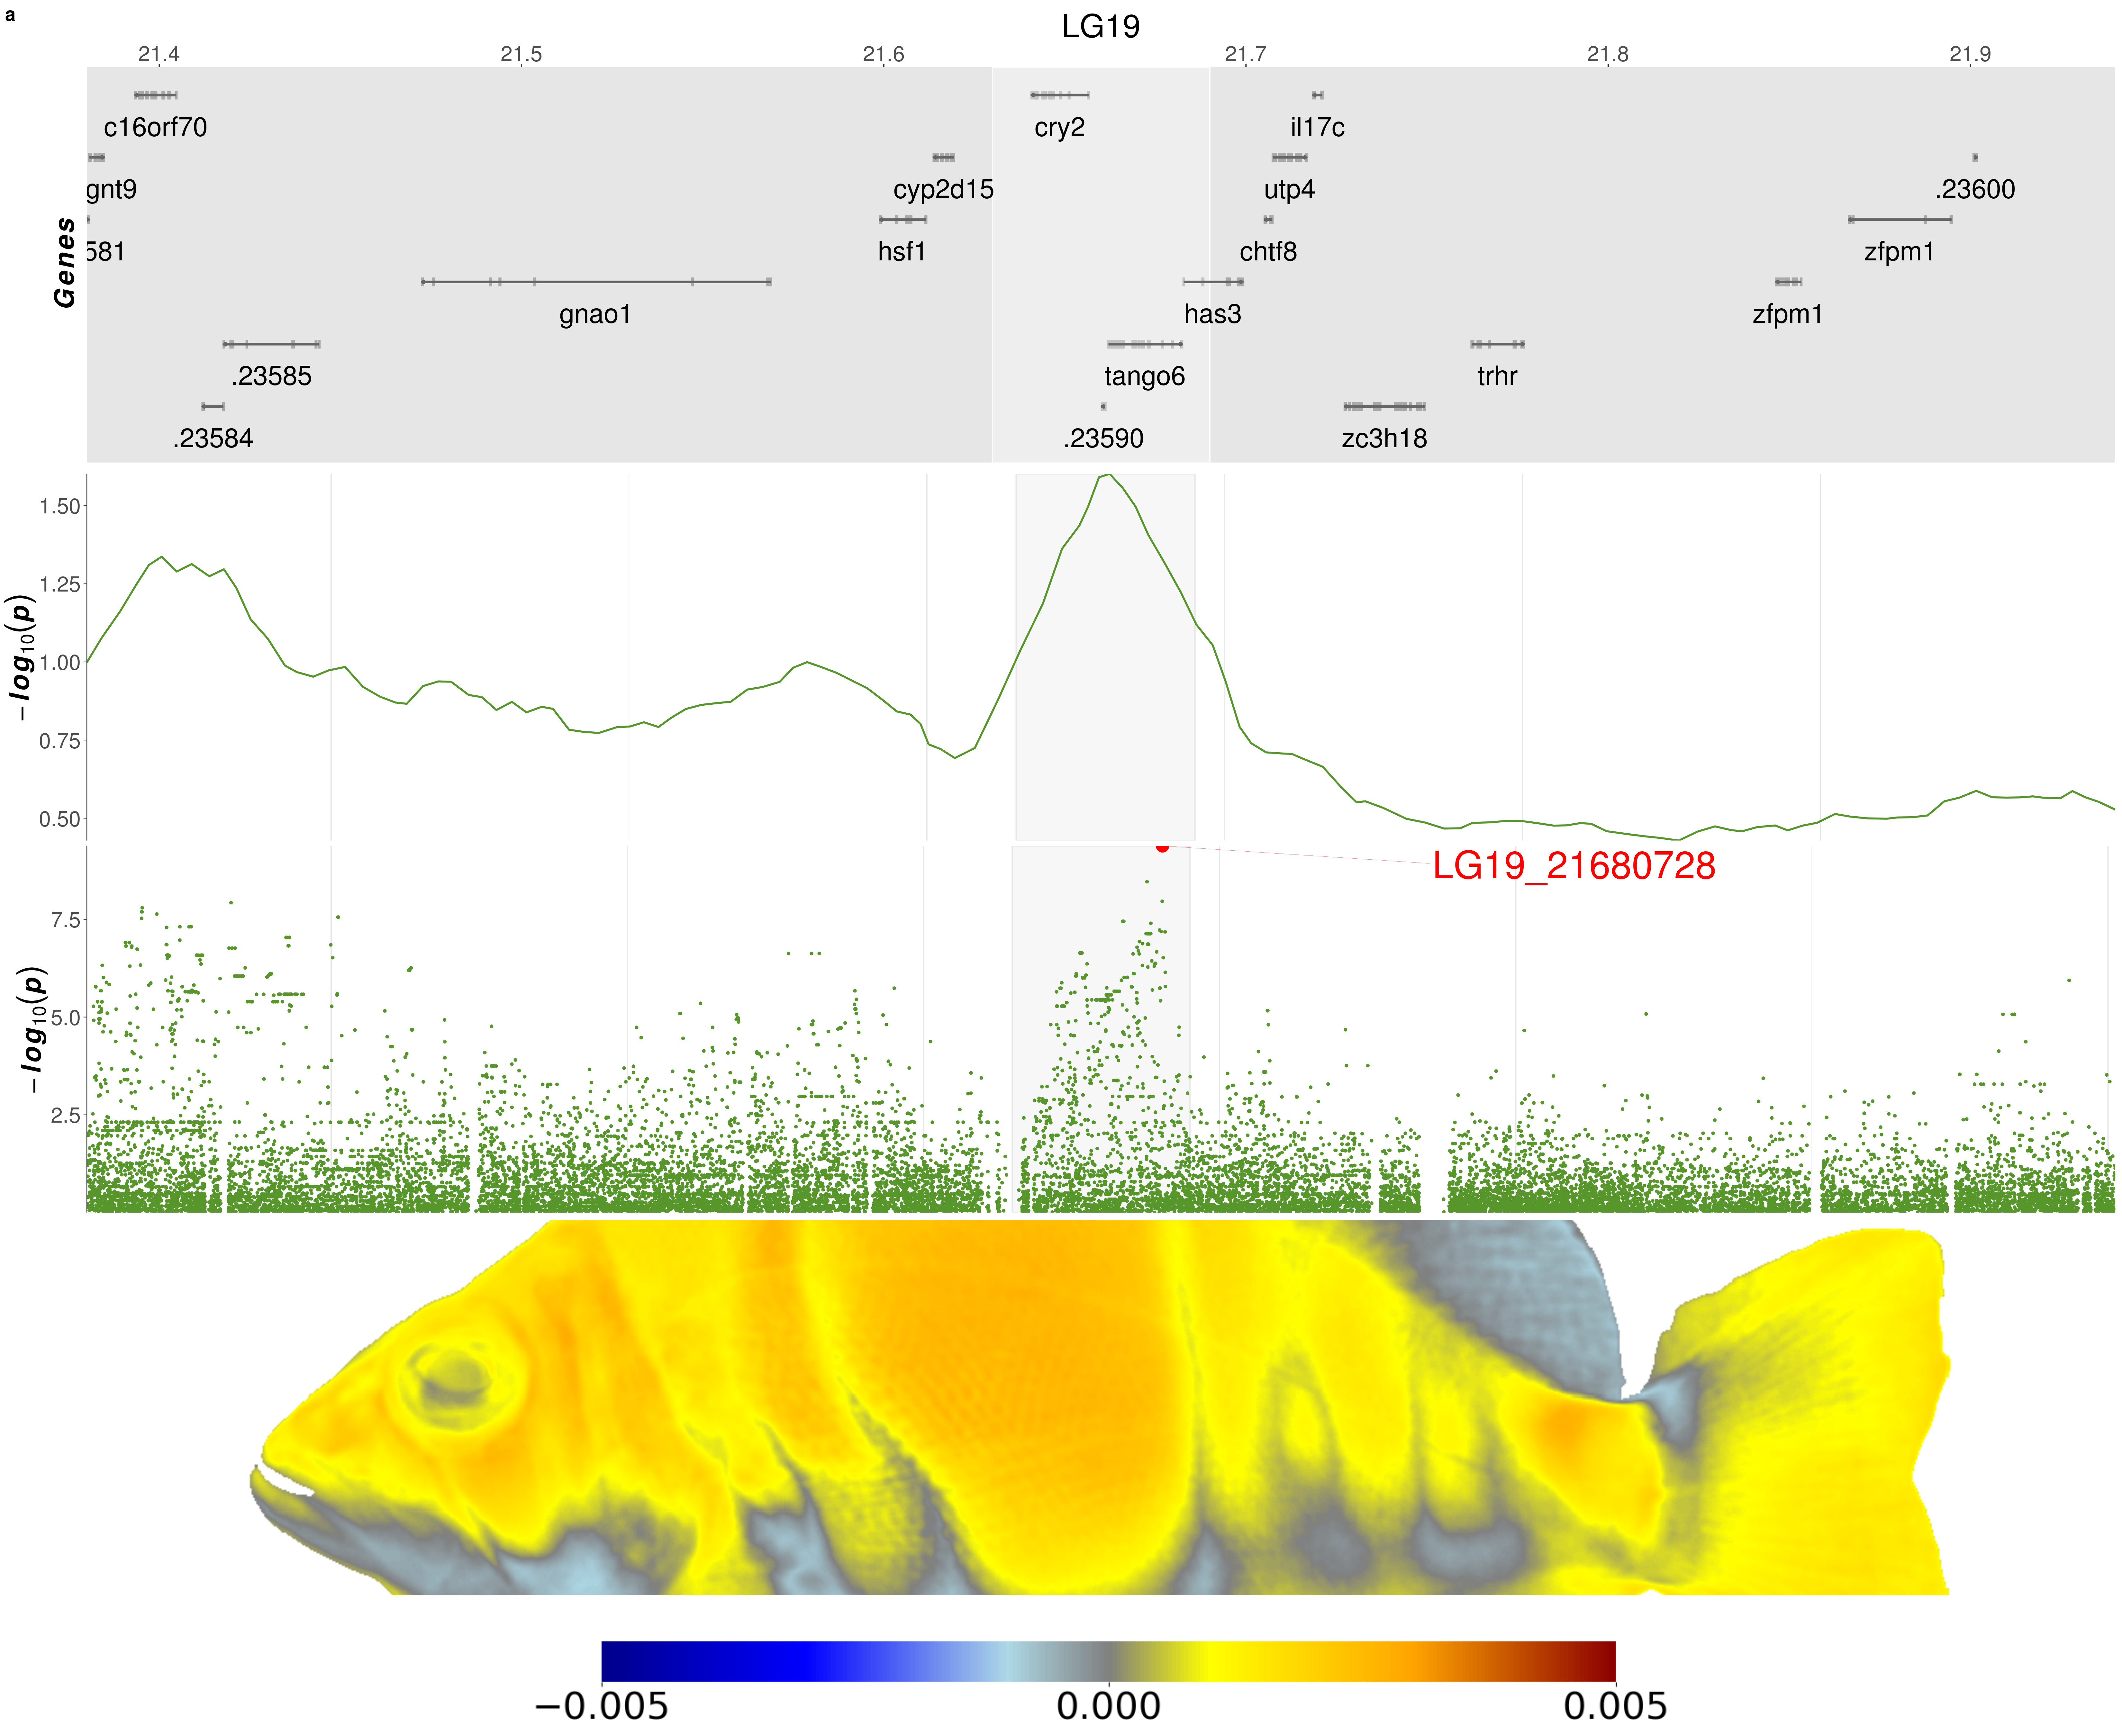 a
LG19
21.4 21.5 21.6 21.7 21.8 21.9
c16orf70 cry2 il17c
gnt9 cyp2d15 utp4 .23600
581 hsf1 chtf8 zfpm1
gnao1 has3 zfpm1
.23585 tango6 trhr
.23584 .23590 zc3h18
Genes
1.50
1.25
1.00
0.75
0.50
−log10(p)
LG19_21680728
7.5
5.0
2.5
−log10(p)
−0.005 0.000 0.005